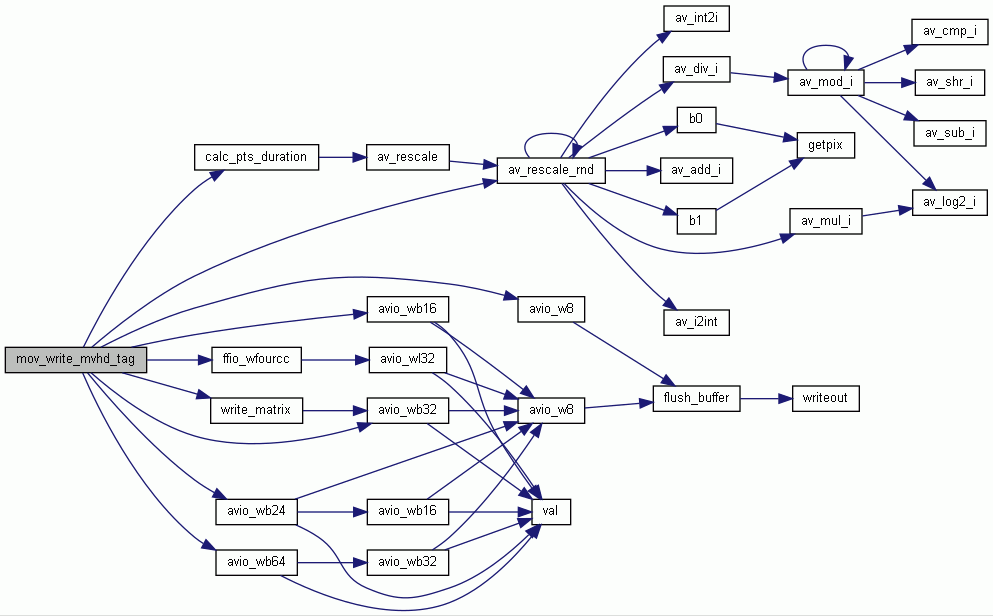 av_int2i
av_cmp_i
av_div_i
av_mod_i
av_shr_i
b0
av_sub_i
getpix
calc_pts_duration
av_rescale
av_rescale_rnd
av_add_i
av_log2_i
b1
av_mul_i
avio_wb16
avio_w8
av_i2int
mov_write_mvhd_tag
ffio_wfourcc
avio_wl32
flush_buffer
writeout
write_matrix
avio_wb32
avio_w8
avio_wb24
avio_wb16
val
avio_wb64
avio_wb32